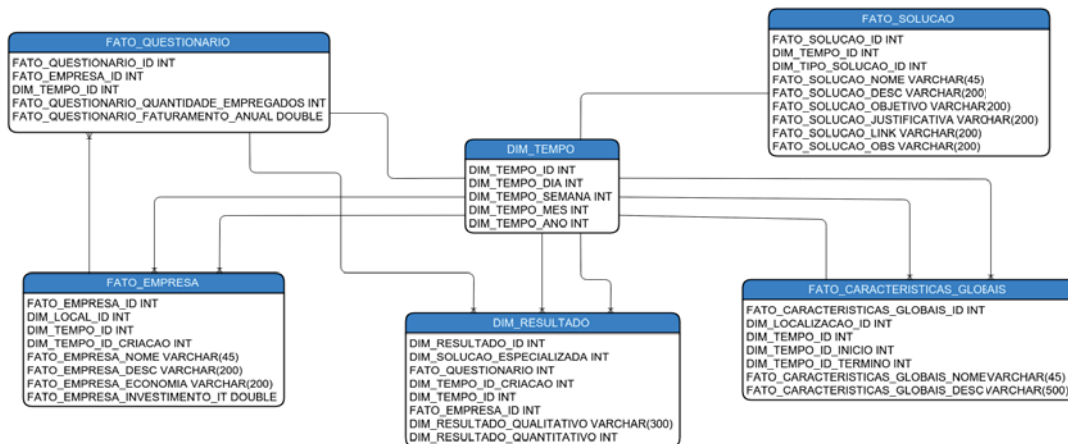 FATO_QUESTIONARIO
FATO_QUESTIONARIO_ID INT
FATO_EMPRESA_ID INT
DIM_TEMPO_ID INT
FATO_QUESTIONARIO_QUANTIDADE_EMPREGADOS INT
FATO_QUESTIONARIO_FATURAMENTO_ANUAL DOUBLE
FATO_SOLUCAO
FATO_SOLUCAO_ID INT
DIM_TEMPO_ID INT
DIM_TIPO_SOLUCAO_ID INT
FATO_SOLUCAO_NOME VARCHAR(45)
FATO_SOLUCAO_DESC VARCHAR(200)
FATO_SOLUCAO_OBJETIVO VARCHAR200)
FATO_SOLUCAO_JUSTIFICATIVA VARCHAR(200)
FATO_SOLUCAO_LINK VARCHAR(200)
FATO_SOLUCAO_OBS VARCHAR(200)
DIM_TEMPO
DIM_TEMPO_ID INT
DIM_TEMPO_DIA INT
DIM_TEMPO_SEMANA INT
DIM_TEMPO_MES INT
DIM_TEMPO_ANO INT
FATO_EMPRESA
FATO_EMPRESA_ID INT
DIM_LOCAL_ID INT
DIM_TEMPO_ID INT
DIM_TEMPO_ID_CRIACAO INT
FATO_EMPRESA_NOME VARCHAR(45)
FATO_EMPRESA_DESC VARCHAR(200)
FATO_EMPRESA_ECONOMIA VARCHAR(200)
FATO_EMPRESA_INVESTIMENTO_IT DOUBLE
DIM_RESULTADO
DIM_RESULTADO_ID INT
DIM_SOLUCAO_ESPECIALIZADA INT
FATO_QUESTIONARIO INT
DIM_TEMPO_ID_CRIACAO INT
DIM_TEMPO_ID INT
FATO_EMPRESA_ID INT
DIM_RESULTADO_QUALITATIVO VARCHAR(300)
DIM_RESULTADO_QUANTITATIVO INT
FATO_CARACTERISTICAS_GLOBAIS
FATO_CARACTERISTICAS_GLOBAIS_ID INT
DIM_LOCALIZACAO_ID INT
DIM_TEMPO_ID INT
DIM_TEMPO_ID_INICIO INT
DIM_TEMPO_ID_TERMINO INT
FATO_CARACTERISTICAS_GLOBAIS_NOMEVARCHAR(45)
FATO_CARACTERISTICAS_GLOBAIS_DESCVARCHAR(500)